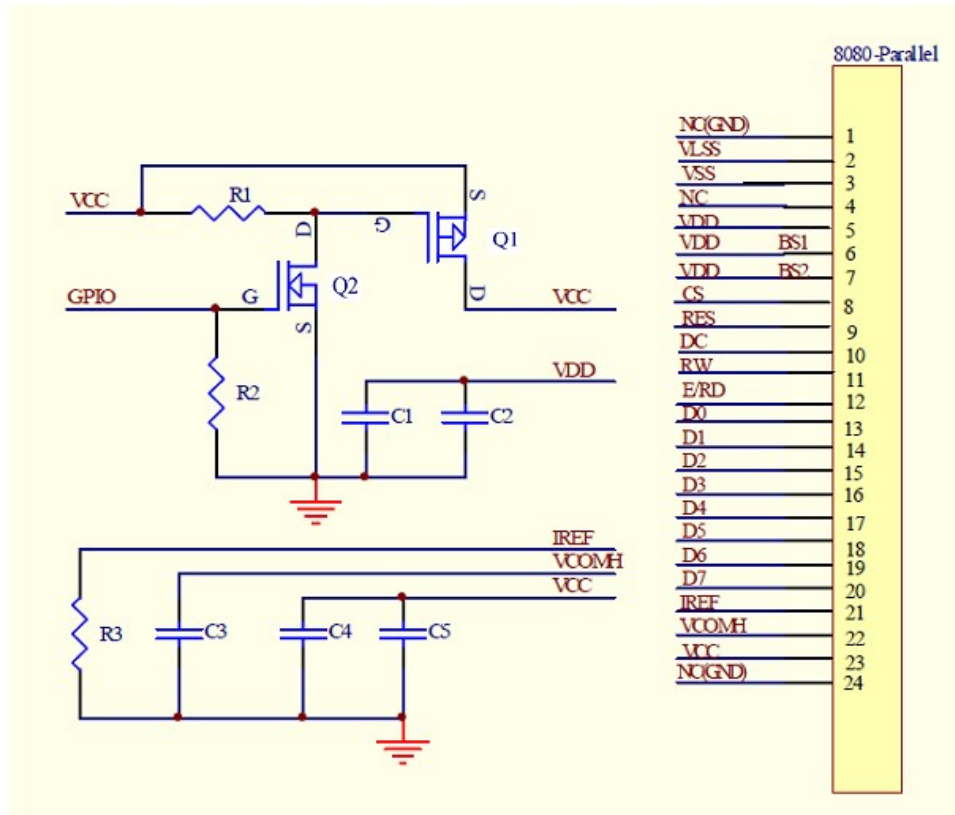 8080-Parallel
NC(GND) 1
VLSS 2
VSS 3
NC 4
VDD 5
VDD BS1 6
VDD BS2 7
CS 8
RES 9
DC 10
RW 11
E/RD 12
D0 13
D1 14
D2 15
D3 16
D4 17
D5 18
D6 19
D7 20
IREF 21
VCOMH 22
VCC 23
NC(GND) 24
VCC
R1
S
D
G
Q1
GPIO
G
Q2
D
VCC
S
R2
VDD
C1
C2
IREF
VCOMH
VCC
R3
C3
C4
C5